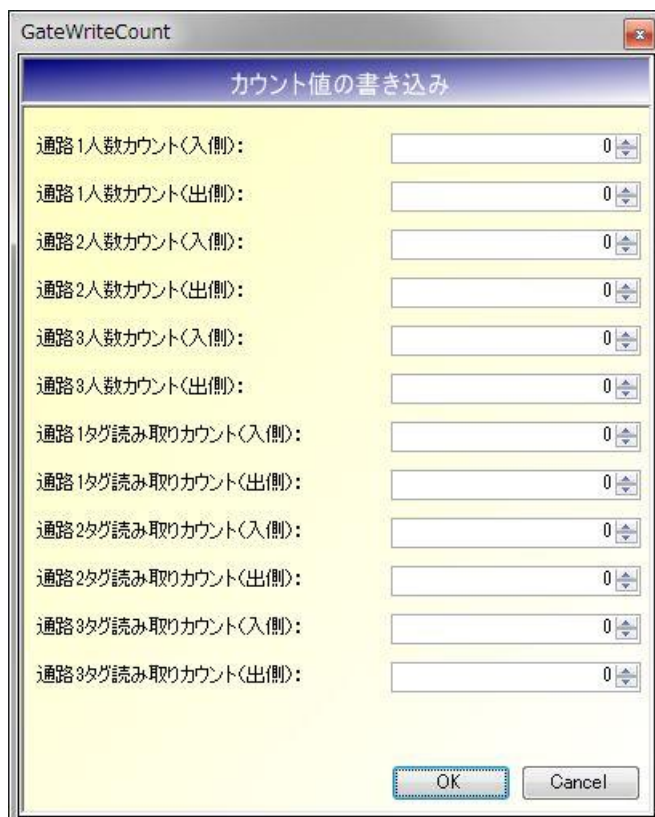 GateWriteCount
カウント値の書き込み
通路1人数カウント(入側): 0
通路1人数カウント(出側): 0
通路2人数カウント(入側): 0
通路2人数カウント(出側): 0
通路3人数カウント(入側): 0
通路3人数カウント(出側): 0
通路1タグ読み取りカウント(入側): 0
通路1タグ読み取りカウント(出側): 0
通路2タグ読み取りカウント(入側): 0
通路2タグ読み取りカウント(出側): 0
通路3タグ読み取りカウント(入側): 0
通路3タグ読み取りカウント(出側): 0
OK Cancel